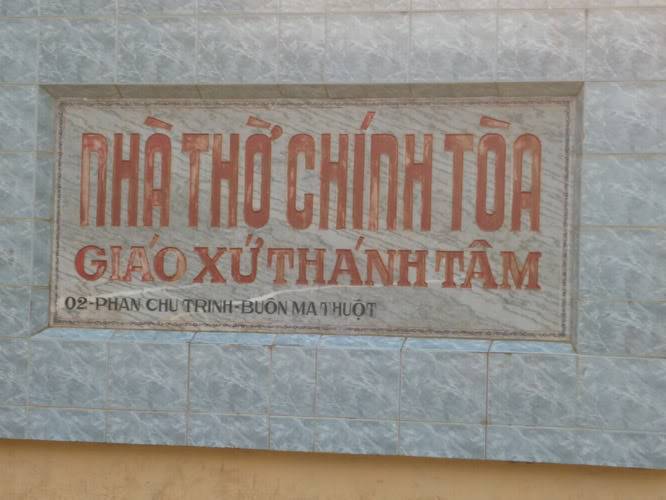 NHÀ THỜ CHÍNH TÒA
GIÁO XỨ THÁNH TÂM
02-PHAN CHU TRINH-BUÔN MA THUỘT